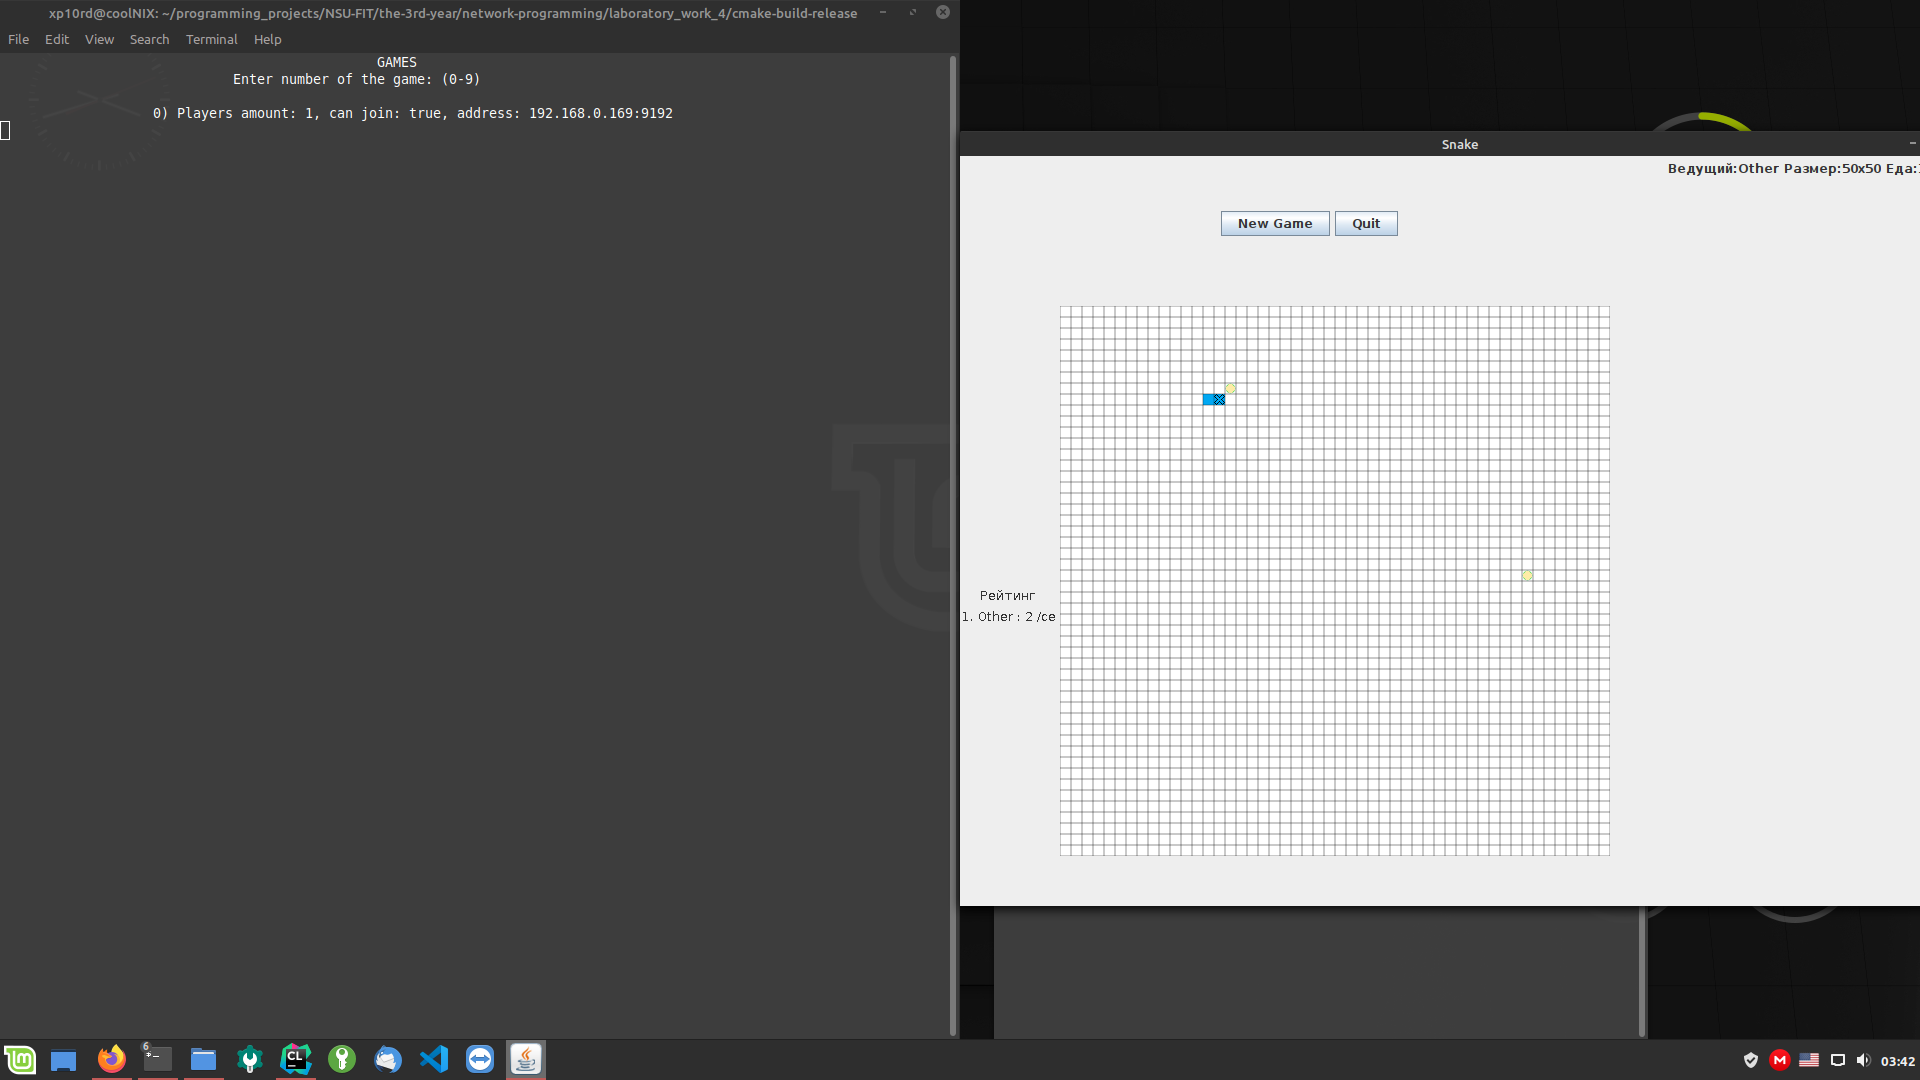 xp10rd@coolNIX: ~/programming_projects/NSU-FIT/the-3rd-year/network-programming/laboratory_work_4/cmake-build-release
File Edit View Search Terminal Help
GAMES
Enter number of the game: (0-9)
0) Players amount: 1, can join: true, address: 192.168.0.169:9192
Snake
Ведущий:Other Размер:50x50 Еда:
New Game Quit
Рейтинг
1. Other : 2 /ce
6
CL
M
03:42